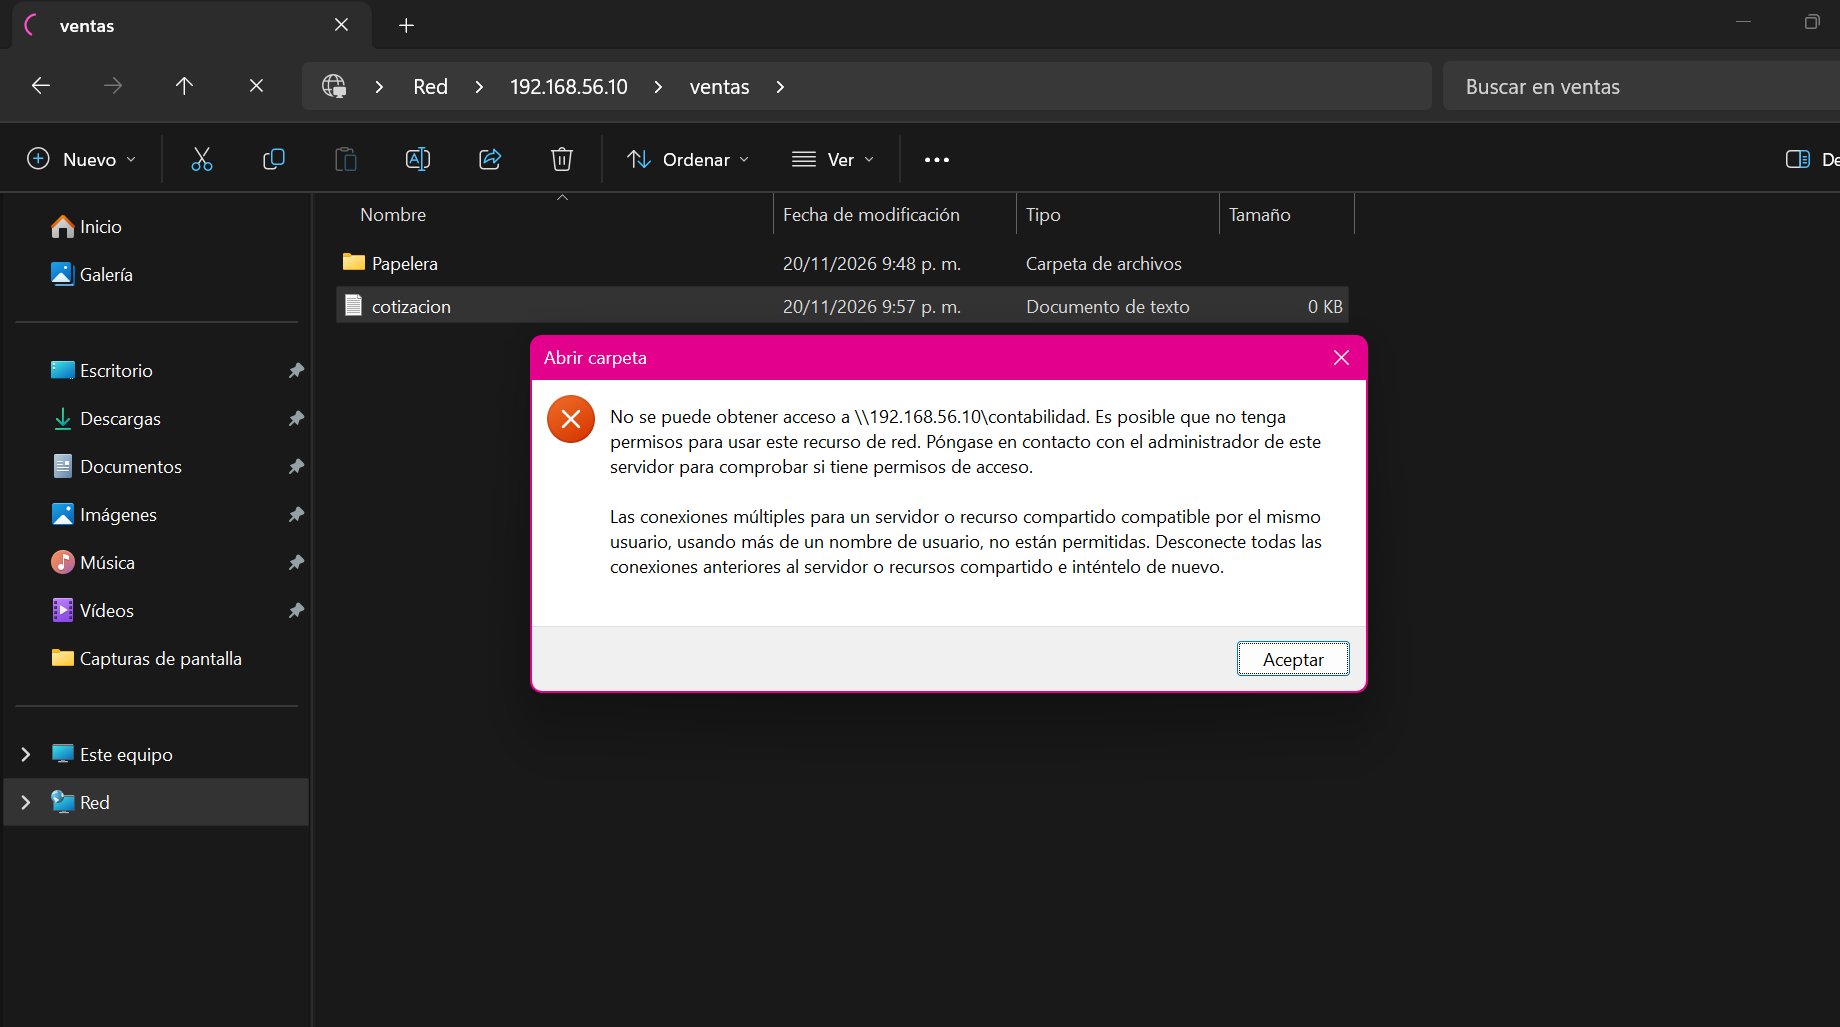 ventas
Red > 192.168.56.10 > ventas >
Buscar en ventas
Nuevo
Ordenar
Ver
Nombre
Fecha de modificación
Tipo
Tamaño
Inicio
Galería
Escritorio
Descargas
Documentos
Imágenes
Música
Vídeos
Capturas de pantalla
Este equipo
Red
Papelera 20/11/2026 9:48 p. m. Carpeta de archivos
cotizacion 20/11/2026 9:57 p. m. Documento de texto 0 KB
Abrir carpeta
No se puede obtener acceso a \\192.168.56.10\contabilidad. Es posible que no tenga
permisos para usar este recurso de red. Póngase en contacto con el administrador de este
servidor para comprobar si tiene permisos de acceso.
Las conexiones múltiples para un servidor o recurso compartido compatible por el mismo
usuario, usando más de un nombre de usuario, no están permitidas. Desconecte todas las
conexiones anteriores al servidor o recursos compartido e inténtelo de nuevo.
Aceptar